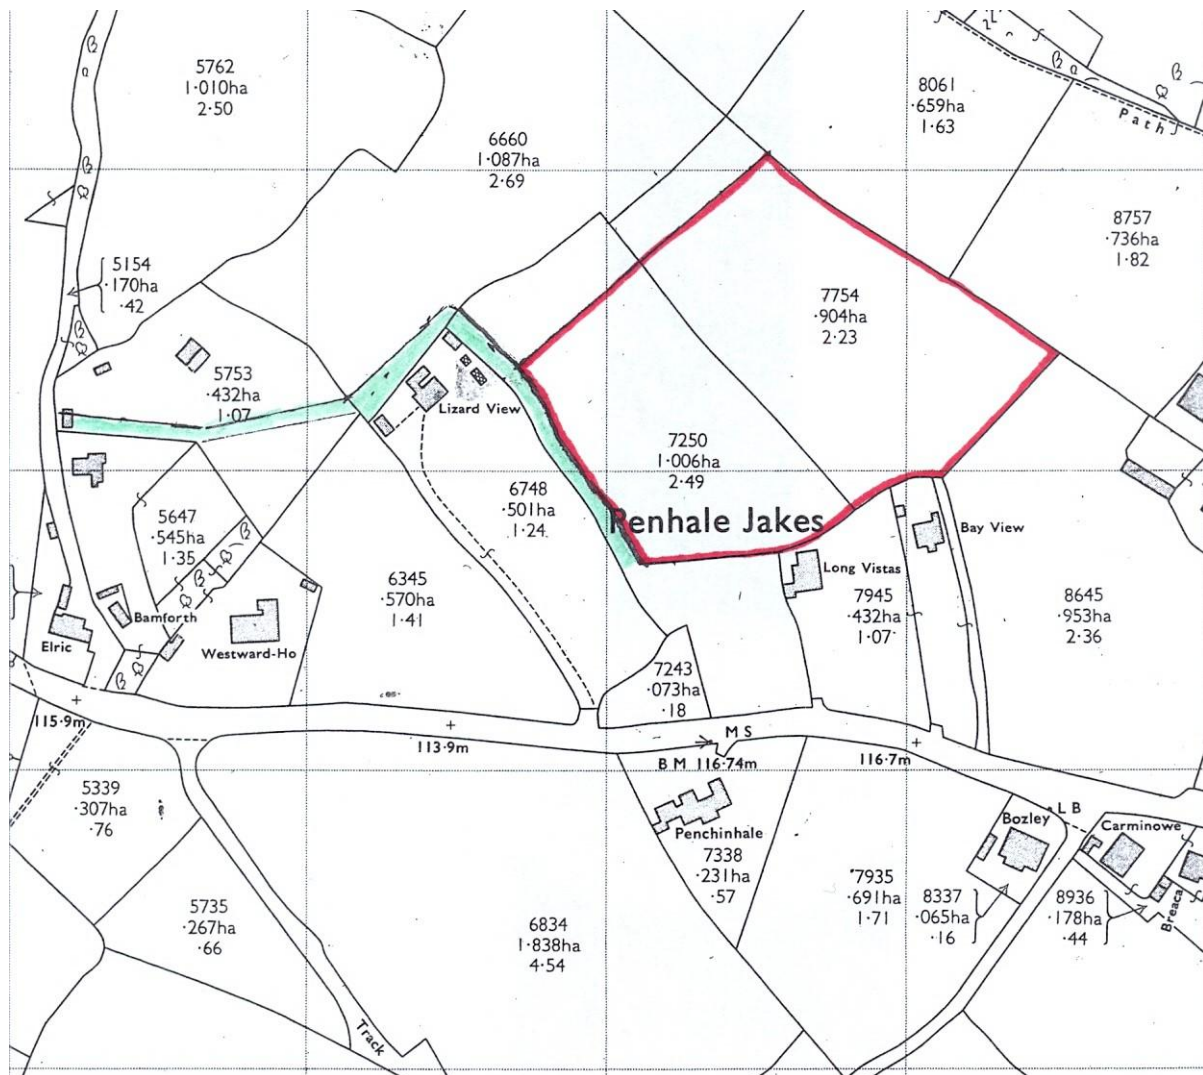 5762
1·010ha
2·50
6660
1·087ha
2·69
8061
·659ha
1·63
Path
8757
·736ha
1·82
5154
·170ha
·42
7754
·904ha
2·23
5753
·432ha
1·07
Lizard View
7250
1·006ha
2·49
6748
·501ha
1·24
Penhale Jakes
5647
·545ha
1·35
Bay View
Long Vistas
7945
·432ha
1·07
8645
·953ha
2·36
6345
·570ha
1·41
Bamforth
Elric
Westward-Ho
7243
·073ha
·18
115·9m
113·9m
MS
BM 116·74m
116·7m
5339
·307ha
·76
LB
Bozley
Carminowe
Penchinhale
7338
·231ha
·57
7935
·691ha
1·71
8337
·065ha
·16
8936
·178ha
·44
Breaca
5735
·267ha
·66
6834
1·838ha
4·54
Track